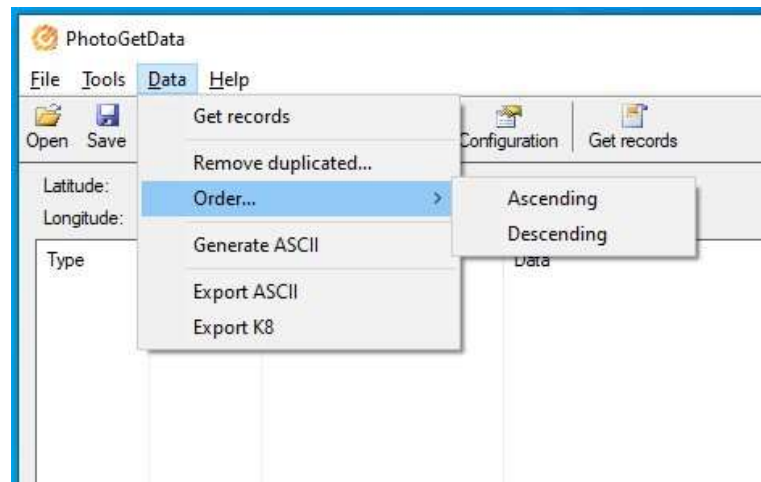 PhotoGetData
File Tools Data Help
Open Save Configuration Get records
Get records
Remove duplicated...
Order... >
Ascending
Descending
Generate ASCII
Export ASCII
Export K8
Latitude:
Longitude:
Type Data